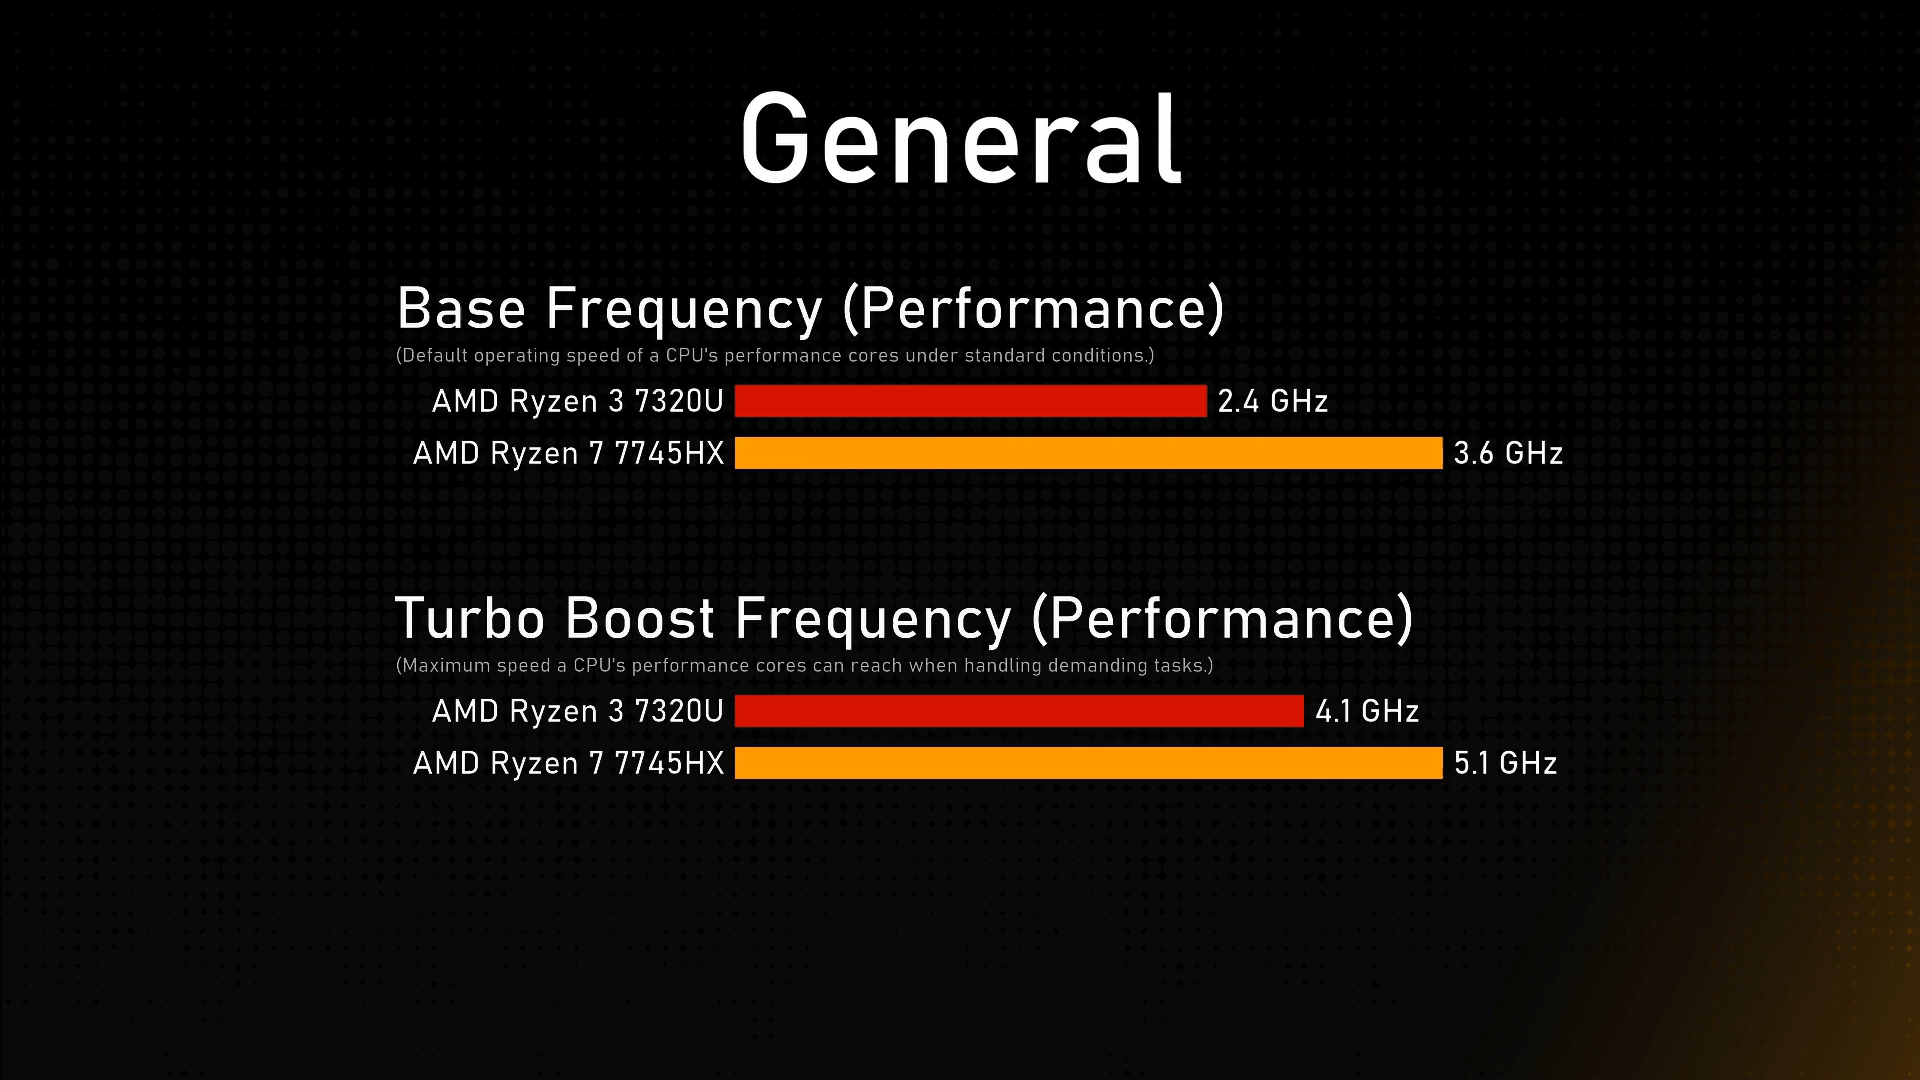 General
Base Frequency (Performance)
(Default operating speed of a CPU's performance cores under standard conditions.)
AMD Ryzen 3 7320U 2.4 GHz
AMD Ryzen 7 7745HX 3.6 GHz
Turbo Boost Frequency (Performance)
(Maximum speed a CPU's performance cores can reach when handling demanding tasks.)
AMD Ryzen 3 7320U 4.1 GHz
AMD Ryzen 7 7745HX 5.1 GHz